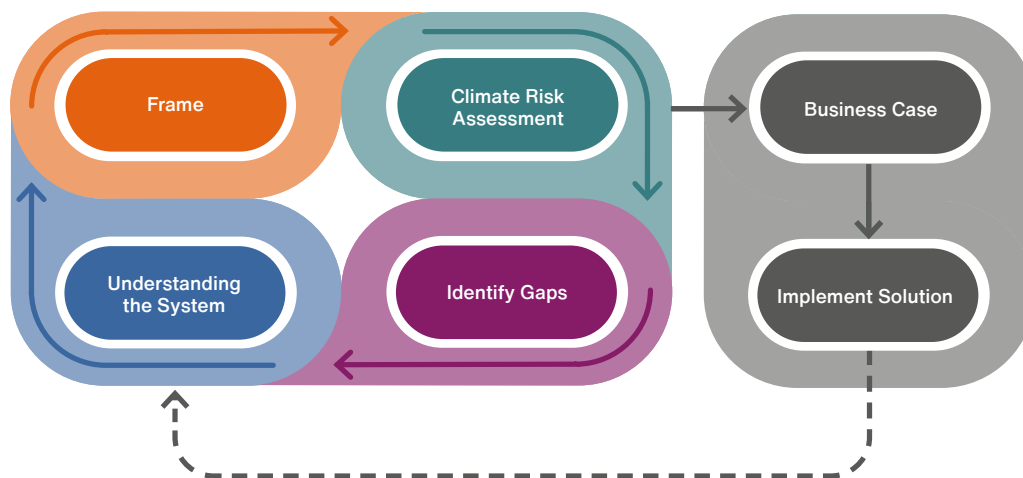 Frame
Climate Risk
Assessment
Business Case
Understanding
the System
Identify Gaps
Implement Solution